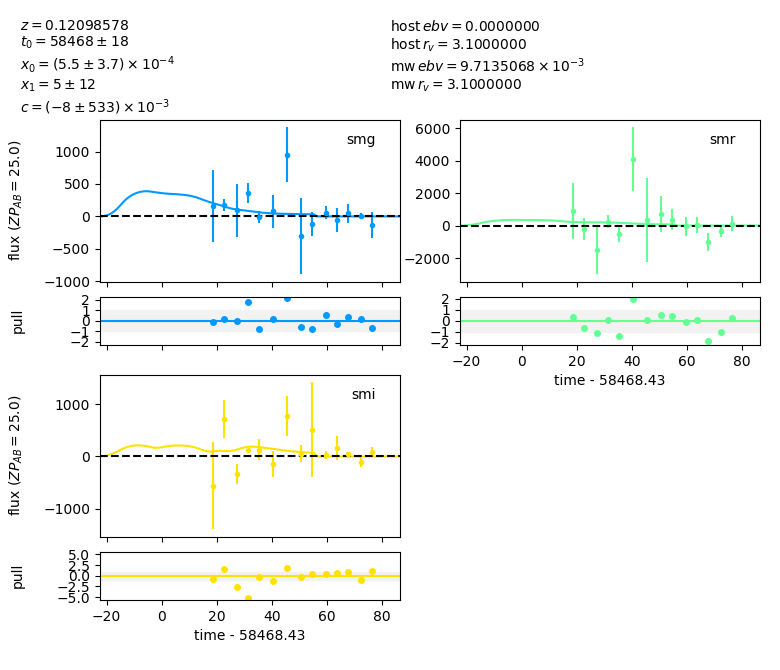 z = 0.12098578
t₀ = 58468 ± 18
x₀ = (5.5 ± 3.7) × 10⁻⁴
x₁ = 5 ± 12
c = (−8 ± 533) × 10⁻³
host ebv = 0.0000000
host r_v = 3.1000000
mw ebv = 9.7135068 × 10⁻³
mw r_v = 3.1000000
smg
flux (ZP_AB = 25.0)
1000
500
0
−500
−1000
smr
6000
4000
2000
0
−2000
pull
2
1
0
−1
−2
2
1
0
−1
−2
−20 0 20 40 60 80
time - 58468.43
smi
flux (ZP_AB = 25.0)
1000
0
−1000
pull
5.0
2.5
0.0
−2.5
−5.0
−20 0 20 40 60 80
time - 58468.43